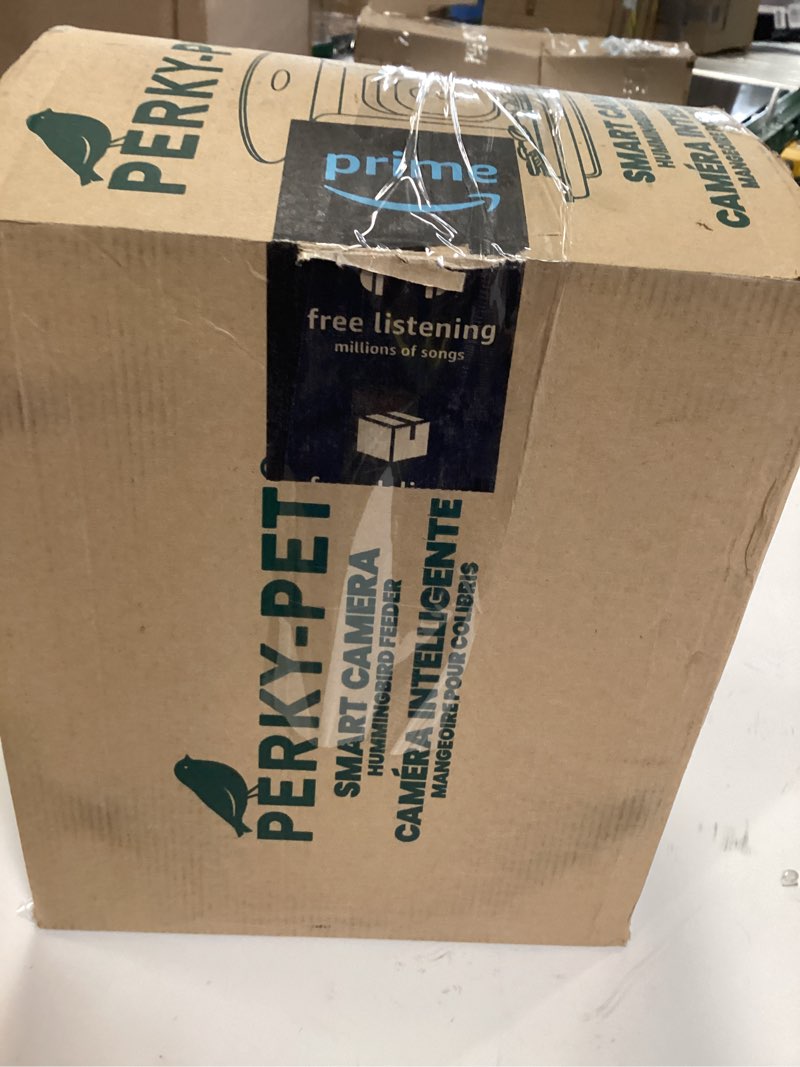 PERKY-P
SMART CA
CAMÉRA INTE
MANGEOIRE
prime
free listening
millions of songs
PERKY-PET®
SMART CAMERA
HUMMINGBIRD FEEDER
CAMÉRA INTELLIGENTE
MANGEOIRE POUR COLIBRIS